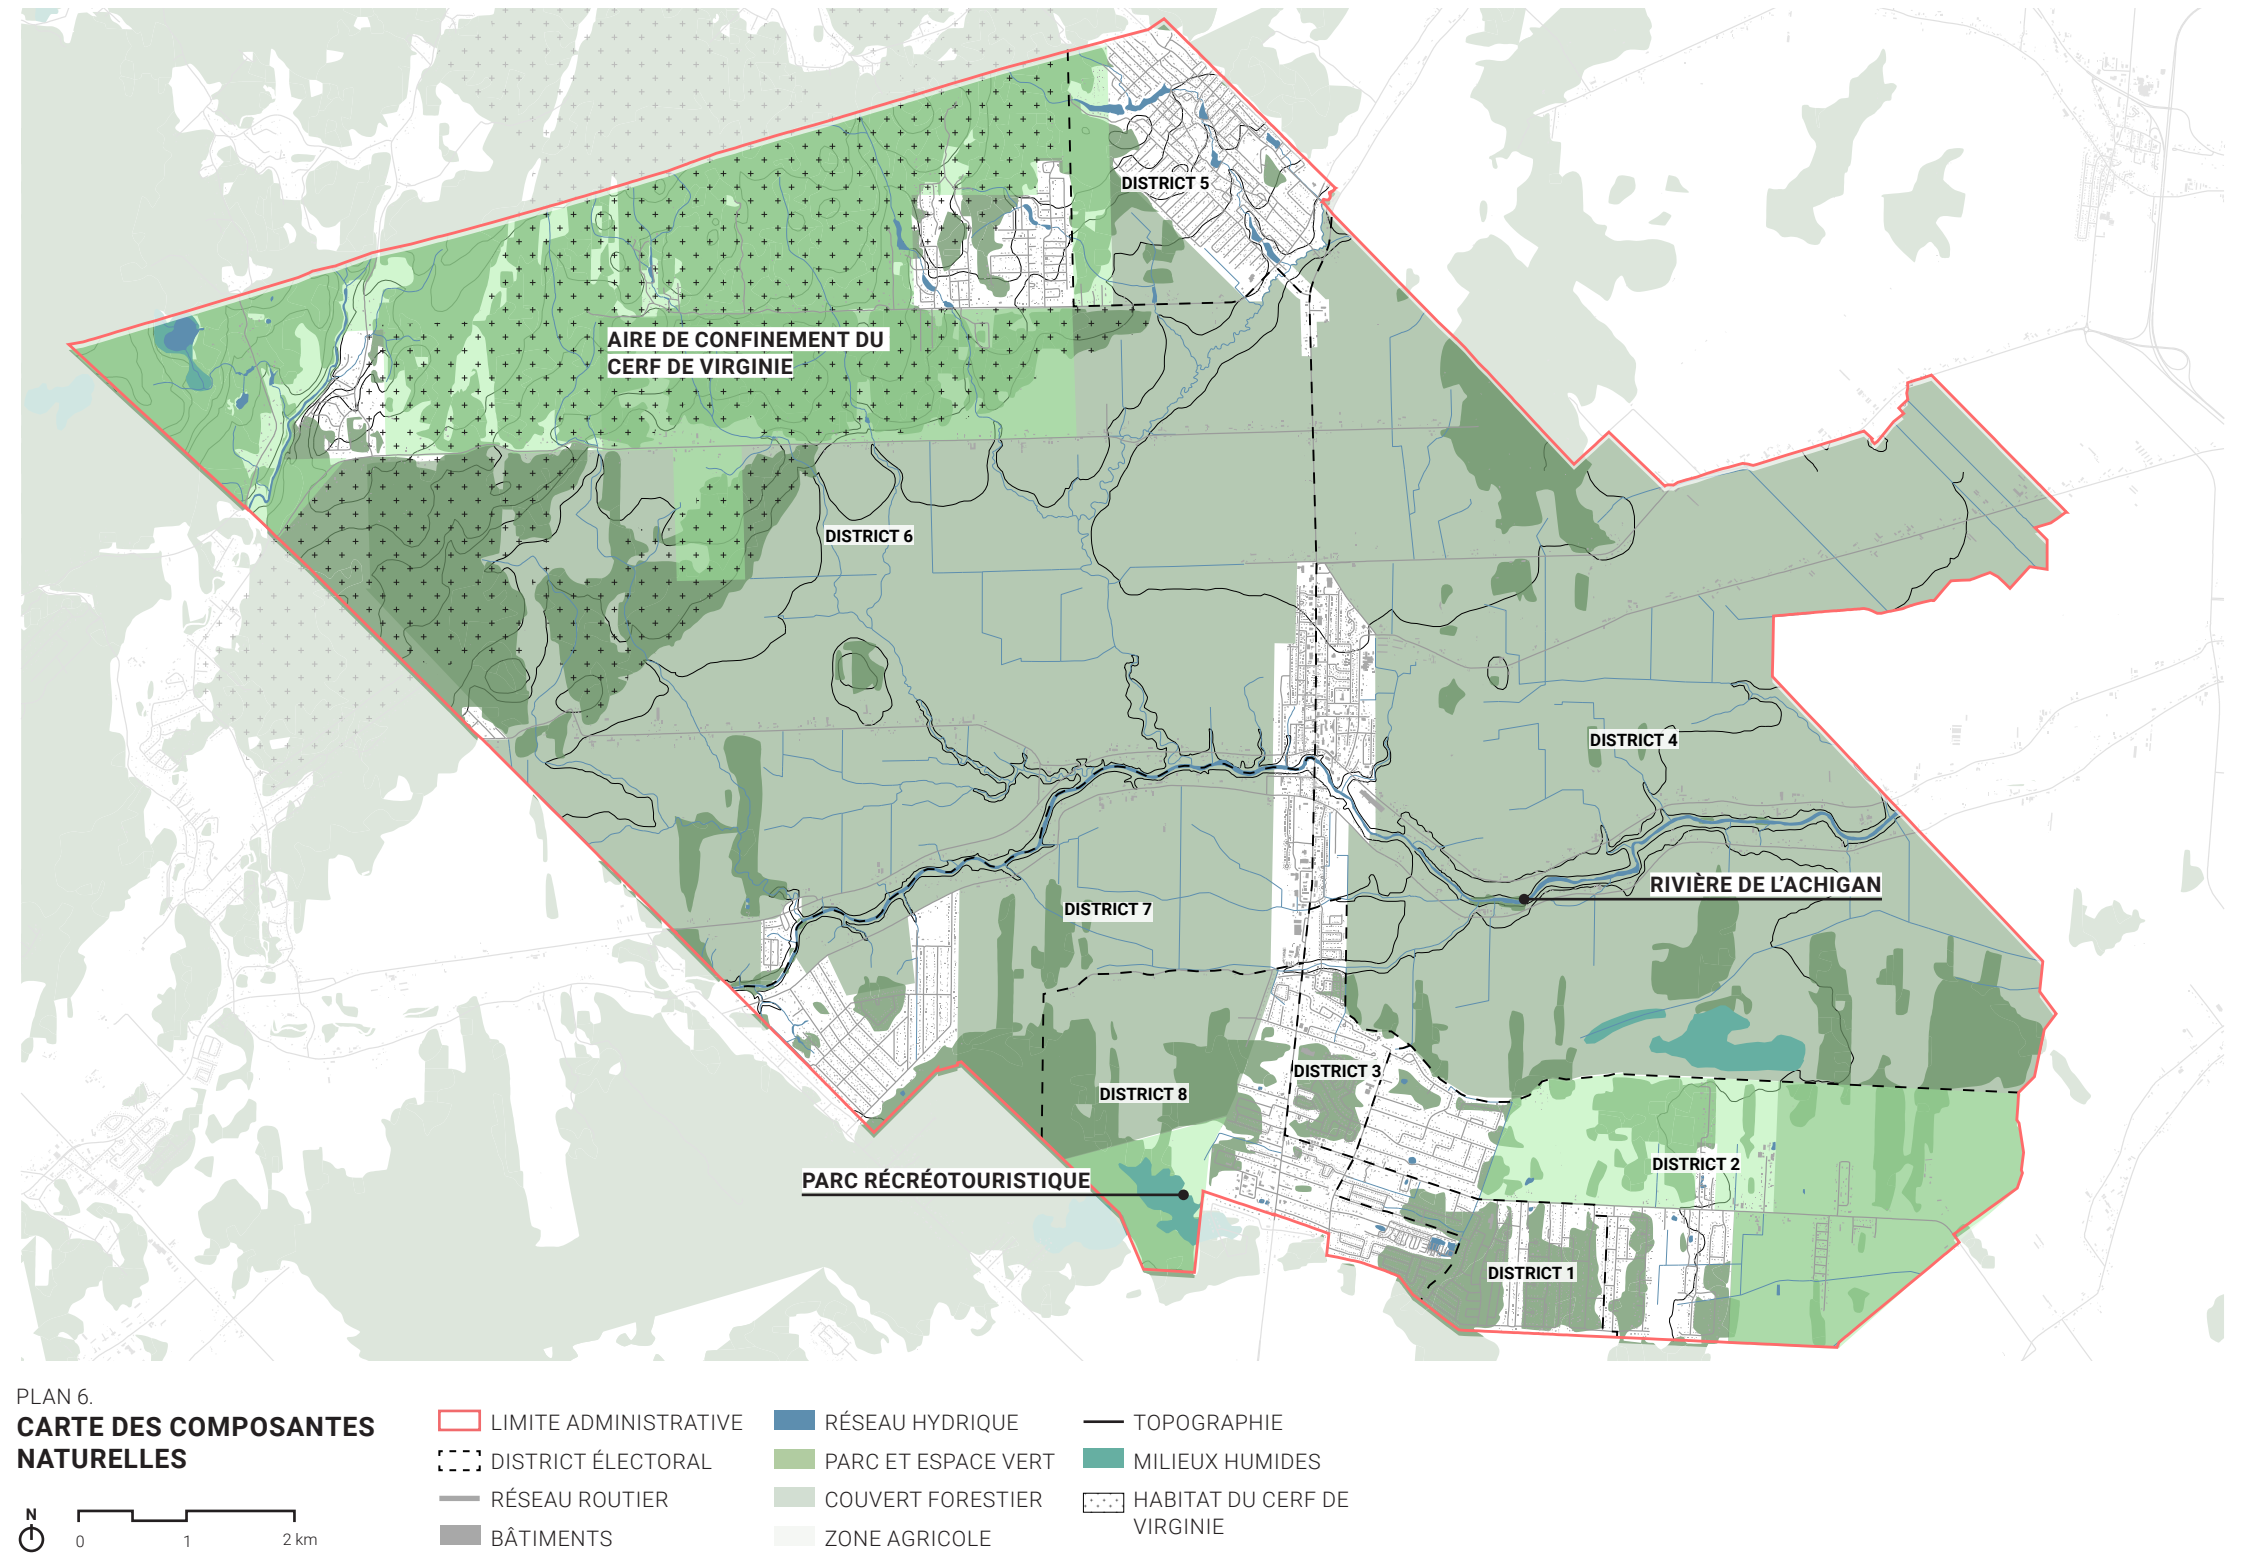 DISTRICT 5
AIRE DE CONFINEMENT DU
CERF DE VIRGINIE
DISTRICT 6
DISTRICT 4
RIVIÈRE DE L'ACHIGAN
DISTRICT 7
DISTRICT 3
DISTRICT 8
DISTRICT 2
PARC RÉCRÉOTOURISTIQUE
DISTRICT 1
PLAN 6.
CARTE DES COMPOSANTES
NATURELLES
N
0 1 2 km
LIMITE ADMINISTRATIVE
DISTRICT ÉLECTORAL
RÉSEAU ROUTIER
BÂTIMENTS
RÉSEAU HYDRIQUE
PARC ET ESPACE VERT
COUVERT FORESTIER
ZONE AGRICOLE
TOPOGRAPHIE
MILIEUX HUMIDES
HABITAT DU CERF DE
VIRGINIE